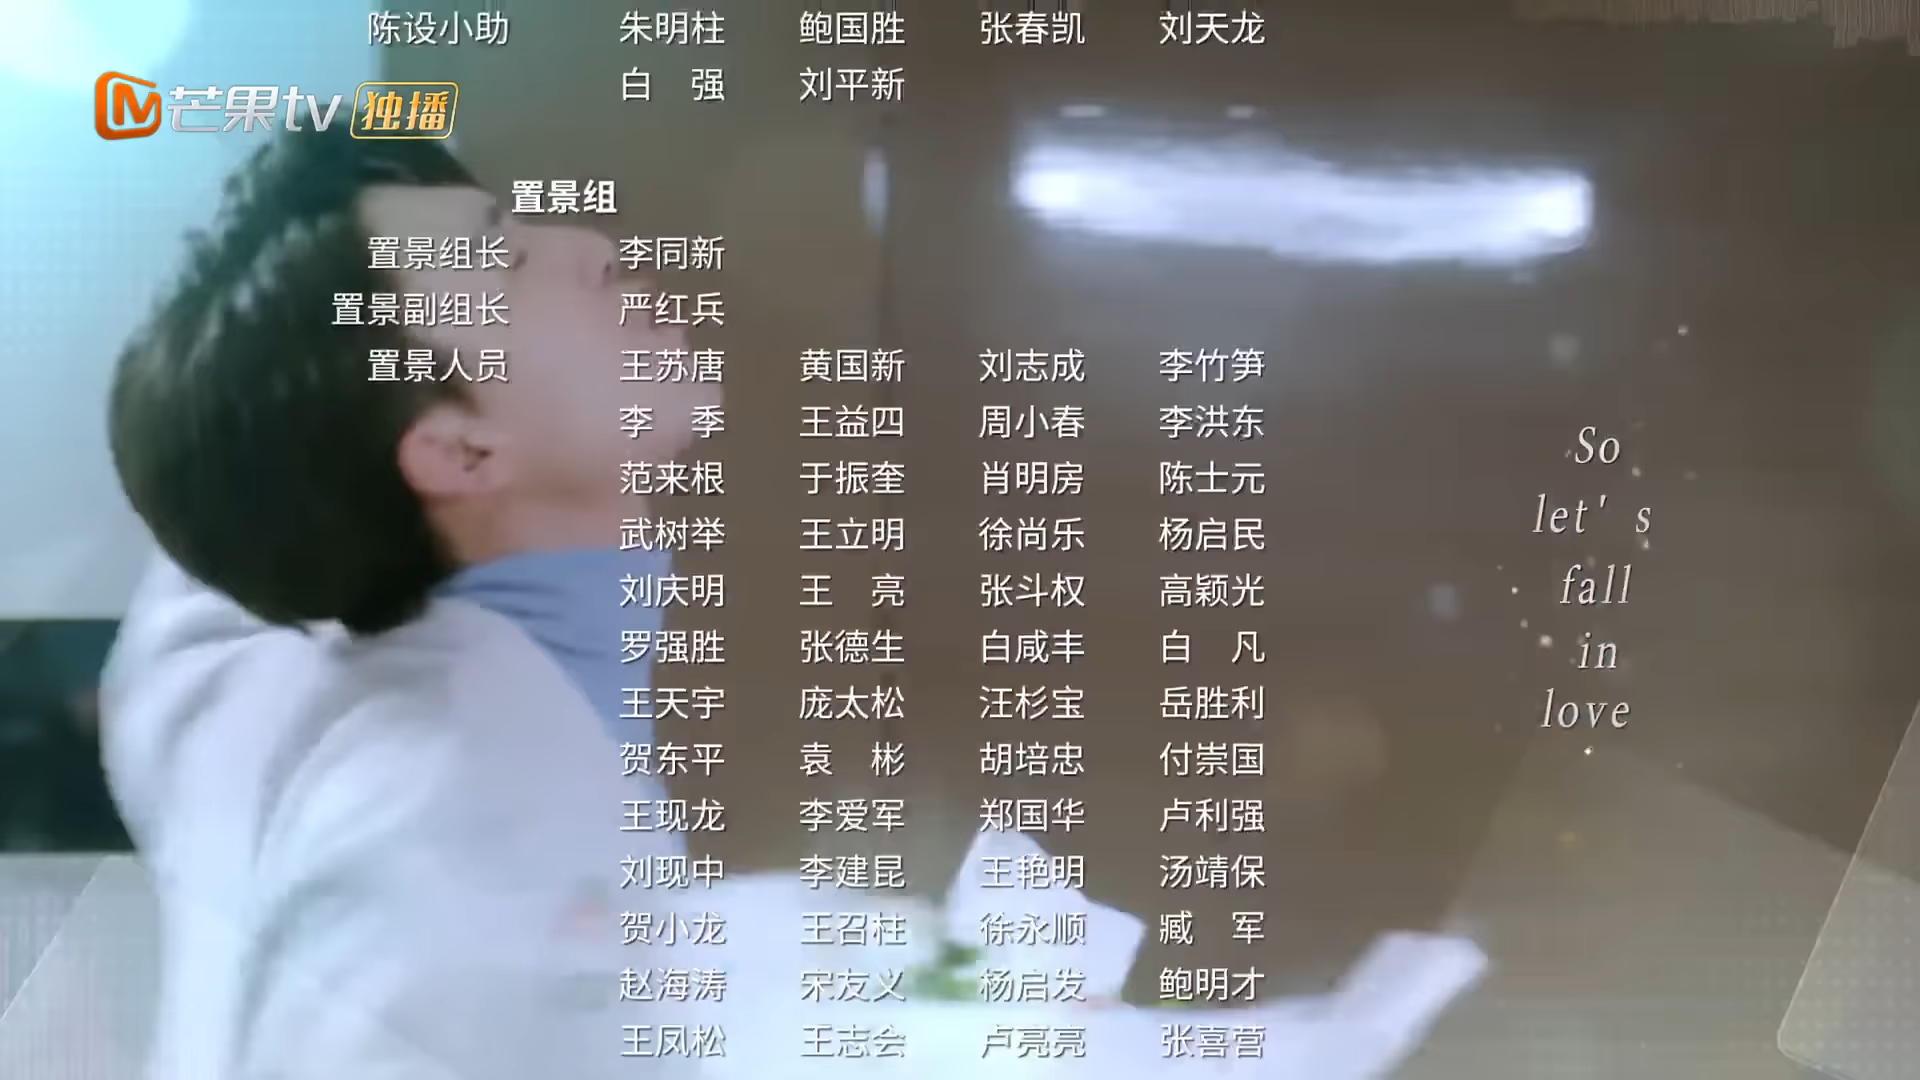 陈设小助 朱明柱 鲍国胜 张春凯 刘天龙
白 强 刘平新
芒果tv 独播
置景组
置景组长 李同新
置景副组长 严红兵
置景人员 王苏唐 黄国新 刘志成 李竹笋
李 季 王益四 周小春 李洪东
范来根 于振奎 肖明房 陈士元
武树举 王立明 徐尚乐 杨启民
刘庆明 王 亮 张斗权 高颖光
罗强胜 张德生 白咸丰 白 凡
王天宇 庞太松 汪杉宝 岳胜利
贺东平 袁 彬 胡培忠 付崇国
王现龙 李爱军 郑国华 卢利强
刘现中 李建昆 王艳明 汤靖保
贺小龙 王召柱 徐永顺 臧 军
赵海涛 宋友义 杨启发 鲍明才
王凤松 王志会 卢亮亮 张喜营
So
let's
fall
in
love